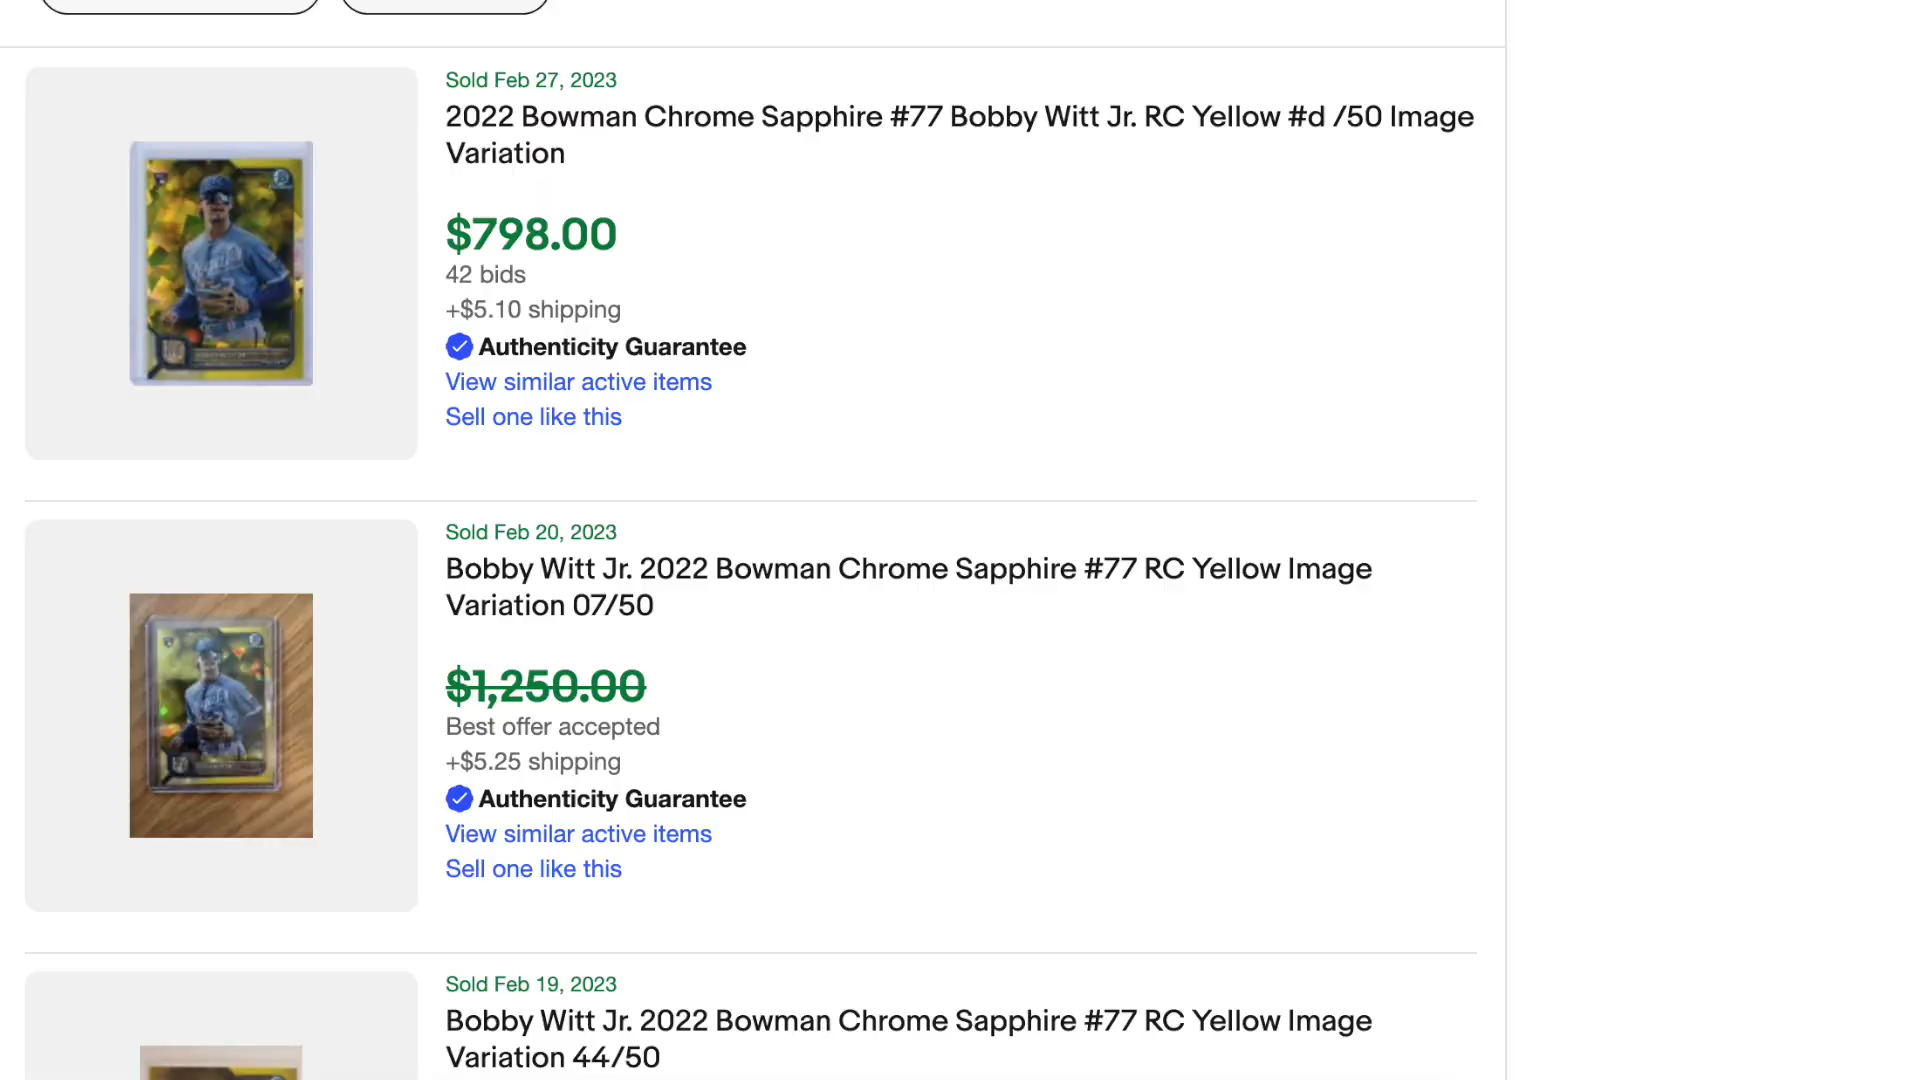 Sold Feb 27, 2023
2022 Bowman Chrome Sapphire #77 Bobby Witt Jr. RC Yellow #d /50 Image
Variation
$798.00
42 bids
+$5.10 shipping
Authenticity Guarantee
View similar active items
Sell one like this
Sold Feb 20, 2023
Bobby Witt Jr. 2022 Bowman Chrome Sapphire #77 RC Yellow Image
Variation 07/50
$1,250.00
Best offer accepted
+$5.25 shipping
Authenticity Guarantee
View similar active items
Sell one like this
Sold Feb 19, 2023
Bobby Witt Jr. 2022 Bowman Chrome Sapphire #77 RC Yellow Image
Variation 44/50